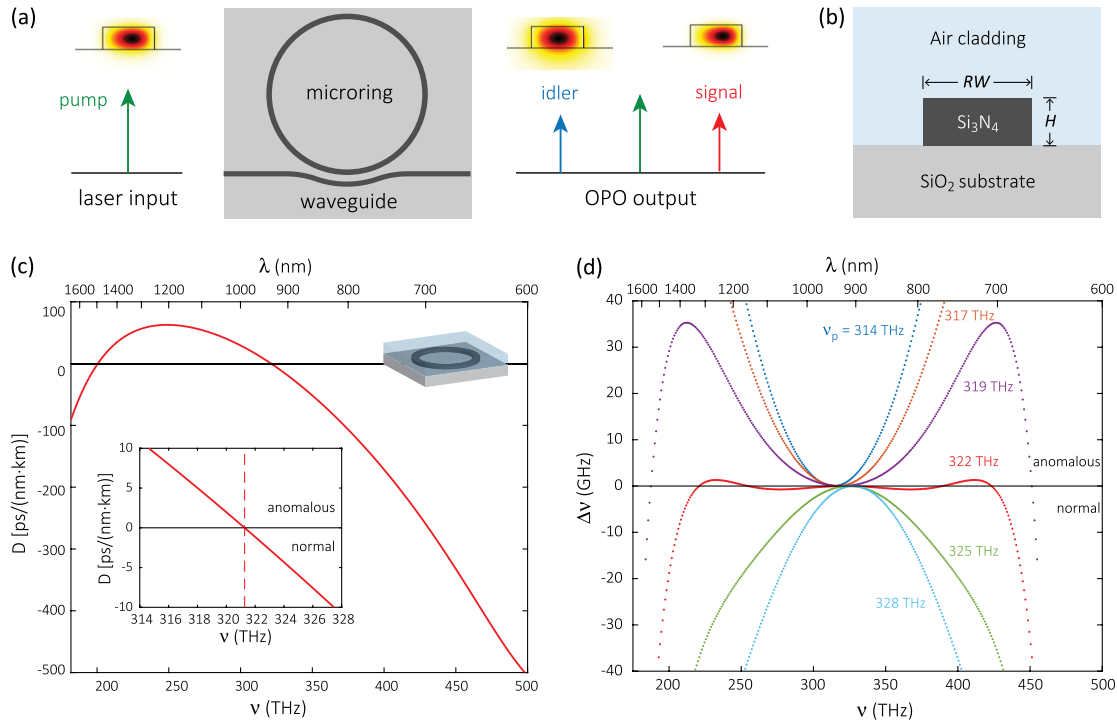 (a)
pump
laser input
microring
waveguide
idler
signal
OPO output
(b)
Air cladding
RW
Si₃N₄
H
SiO₂ substrate
(c)
λ (nm)
1600 1400 1200 1000 900 800 700 600
100
0
-100
-200
-300
-400
-500
D [ps/(nm·km)]
200 250 300 350 400 450 500
ν (THz)
10
5
0
-5
-10
D [ps/(nm·km)]
anomalous
normal
314 316 318 320 322 324 326 328
ν (THz)
(d)
λ (nm)
1600 1400 1200 1000 900 800 700 600
40
30
20
10
0
-10
-20
-30
-40
Δν (GHz)
νp = 314 THz
317 THz
319 THz
322 THz
anomalous
normal
325 THz
328 THz
200 250 300 350 400 450 500
ν (THz)